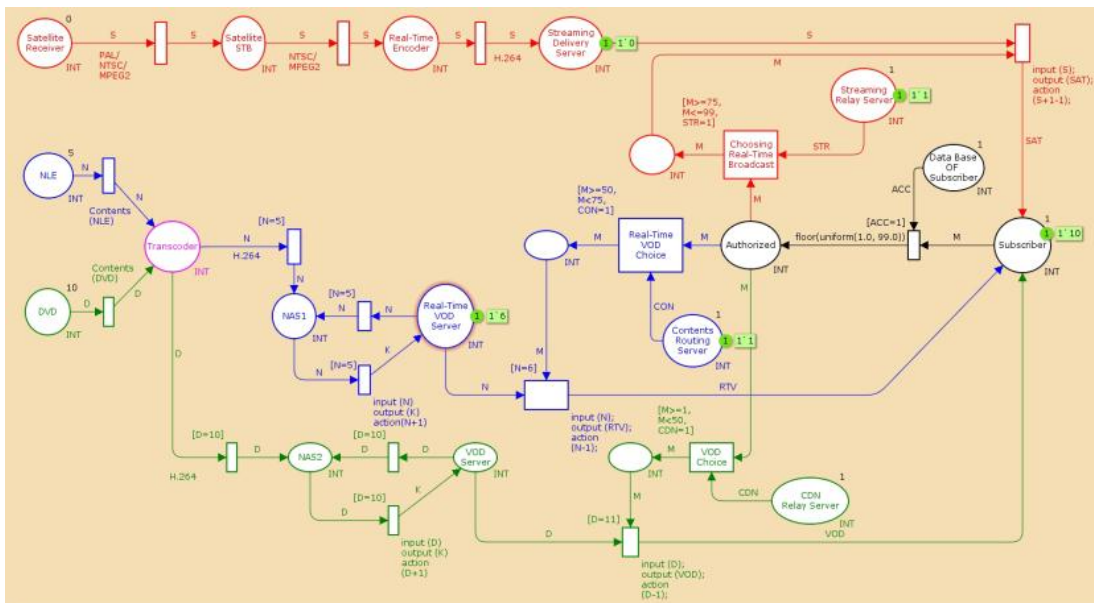 0
Satellite
Receiver
INT
S
PAL/
NTSC/
MPEG2
S
Satellite
STB
INT
S
NTSC/
MPEG2
S
Real-Time
Encoder
INT
S
S
H.264
Streaming
Delivery
Server
INT
1
1`0
S
M
input (S);
output (SAT);
action
(S+1-1);
SAT
1
Streaming
Relay Server
1
1`1
INT
STR
[M>=75,
M<=99,
STR=1]
Choosing
Real-Time
Broadcast
M
INT
M
1
Data Base
OF
Subscriber
INT
ACC
[ACC=1]
floor(uniform(1.0, 99.0))
M
1
Subscriber
1
1`10
INT
Authorized
INT
M
[M>=50,
M<75,
CON=1]
Real-Time
VOD
Choice
M
INT
M
CON
1
Contents
Routing
Server
1
1`1
INT
M
5
NLE
INT
N
N
Contents
(NLE)
Transcoder
INT
N
H.264
[N=5]
N
10
DVD
INT
D
D
Contents
(DVD)
D
NAS1
INT
[N=5]
N
N
Real-Time
VOD
Server
1
1`6
INT
N
[N=5]
K
input (N)
output (K)
action(N+1)
N
[N=6]
RTV
input (N);
output (RTV);
action
(N-1);
[D=10]
H.264
D
NAS2
INT
[D=10]
D
D
VOD
Server
INT
D
[D=10]
K
input (D)
output (K)
action
(D+1)
D
[M>=1,
M<50,
CDN=1]
VOD
Choice
M
INT
M
CDN
1
CDN
Relay Server
INT
[D=11]
VOD
input (D);
output (VOD);
action
(D-1);